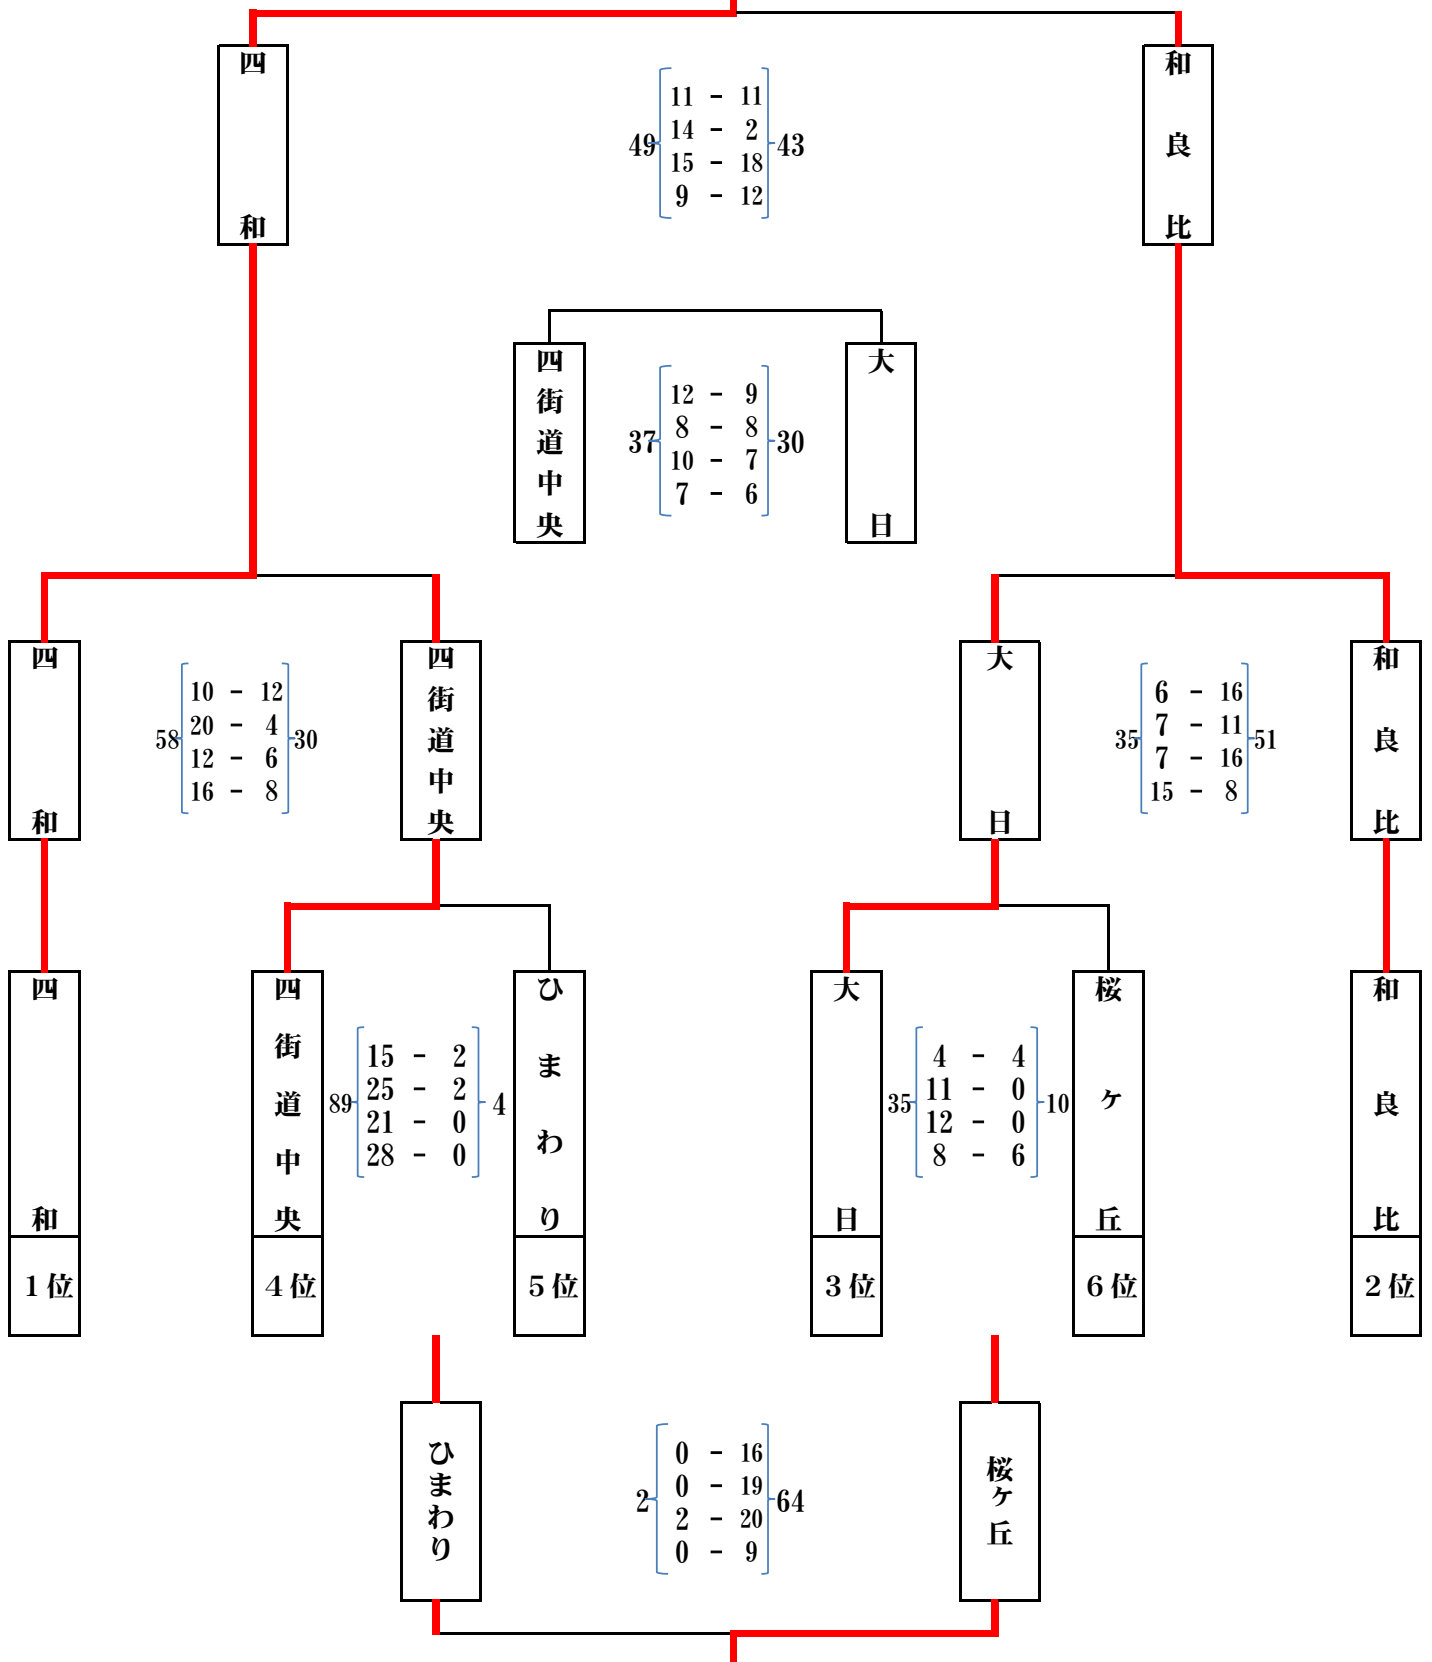 四和
和良比
49
11 - 11
14 - 2
15 - 18
9 - 12
43
四街道中央
大日
37
12 - 9
8 - 8
10 - 7
7 - 6
30
四和
58
10 - 12
20 - 4
12 - 6
16 - 8
30
四街道中央
大日
35
6 - 16
7 - 11
7 - 16
15 - 8
51
和良比
四和
1位
四街道中央
4位
89
15 - 2
25 - 2
21 - 0
28 - 0
4
ひまわり
5位
大日
3位
35
4 - 4
11 - 0
12 - 0
8 - 6
10
桜ヶ丘
6位
和良比
2位
ひまわり
2
0 - 16
0 - 19
2 - 20
0 - 9
64
桜ヶ丘